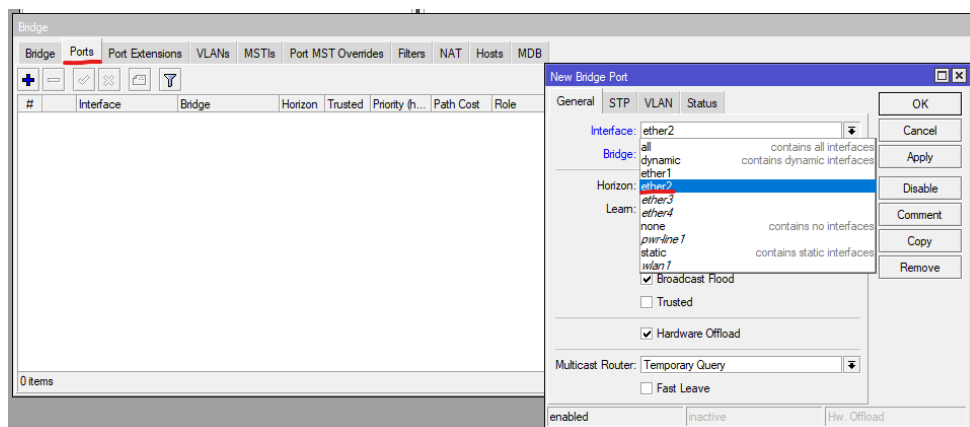 Bridge
Bridge Ports Port Extensions VLANs MSTIs Port MST Overrides Filters NAT Hosts MDB
# Interface Bridge Horizon Trusted Priority (h... Path Cost Role
0 items
New Bridge Port
General STP VLAN Status
Interface: ether2
all contains all interfaces
Bridge: dynamic contains dynamic interfaces
ether1
Horizon: ether2
ether3
Learn: ether4
none contains no interfaces
pwr-line1
static contains static interfaces
wlan1
Broadcast Flood
Trusted
Hardware Offload
Multicast Router: Temporary Query
Fast Leave
enabled inactive Hw. Offload
OK
Cancel
Apply
Disable
Comment
Copy
Remove